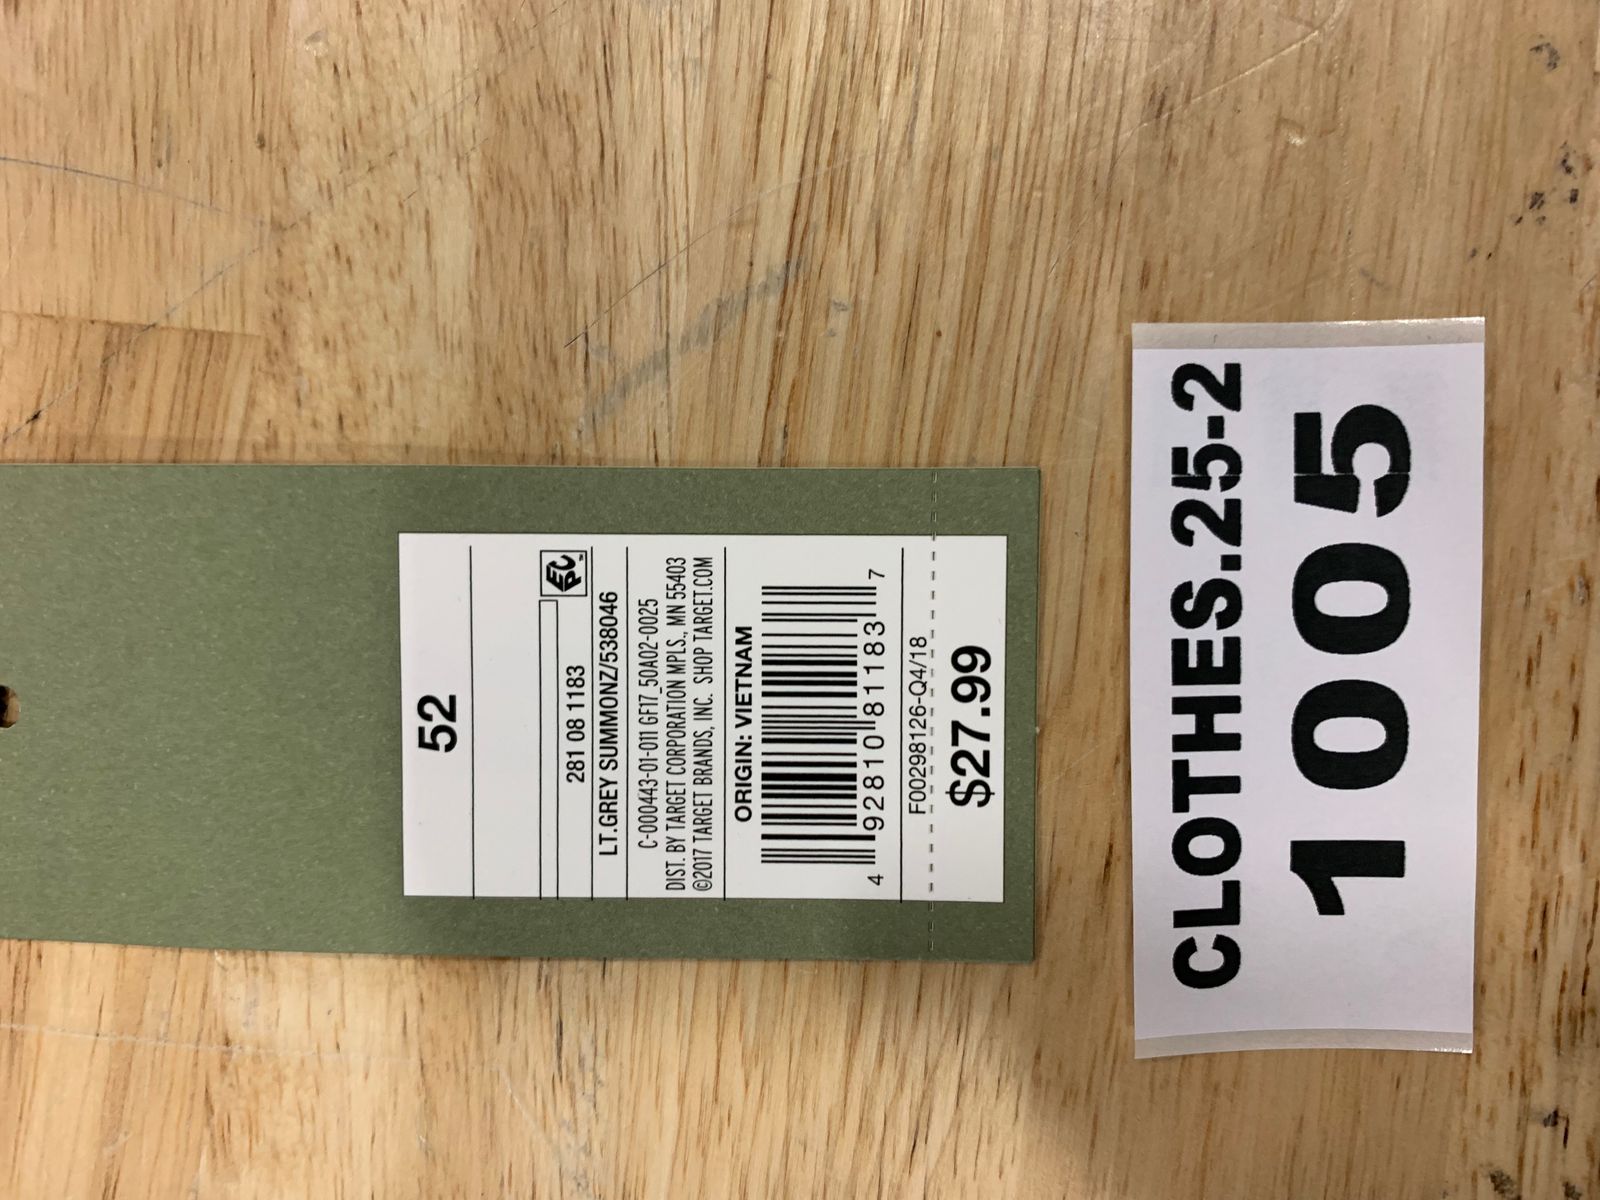 52
EPC™
281 08 1183
LT.GREY SUMMONZ/538046
C-000443-01-011 GF17_50A02-0025
DIST. BY TARGET CORPORATION MPLS., MN 55403
©2017 TARGET BRANDS, INC. SHOP TARGET.COM
ORIGIN: VIETNAM
4 92810 81183 7
F00298126-Q4/18
$27.99
CLOTHES.25-2
1005